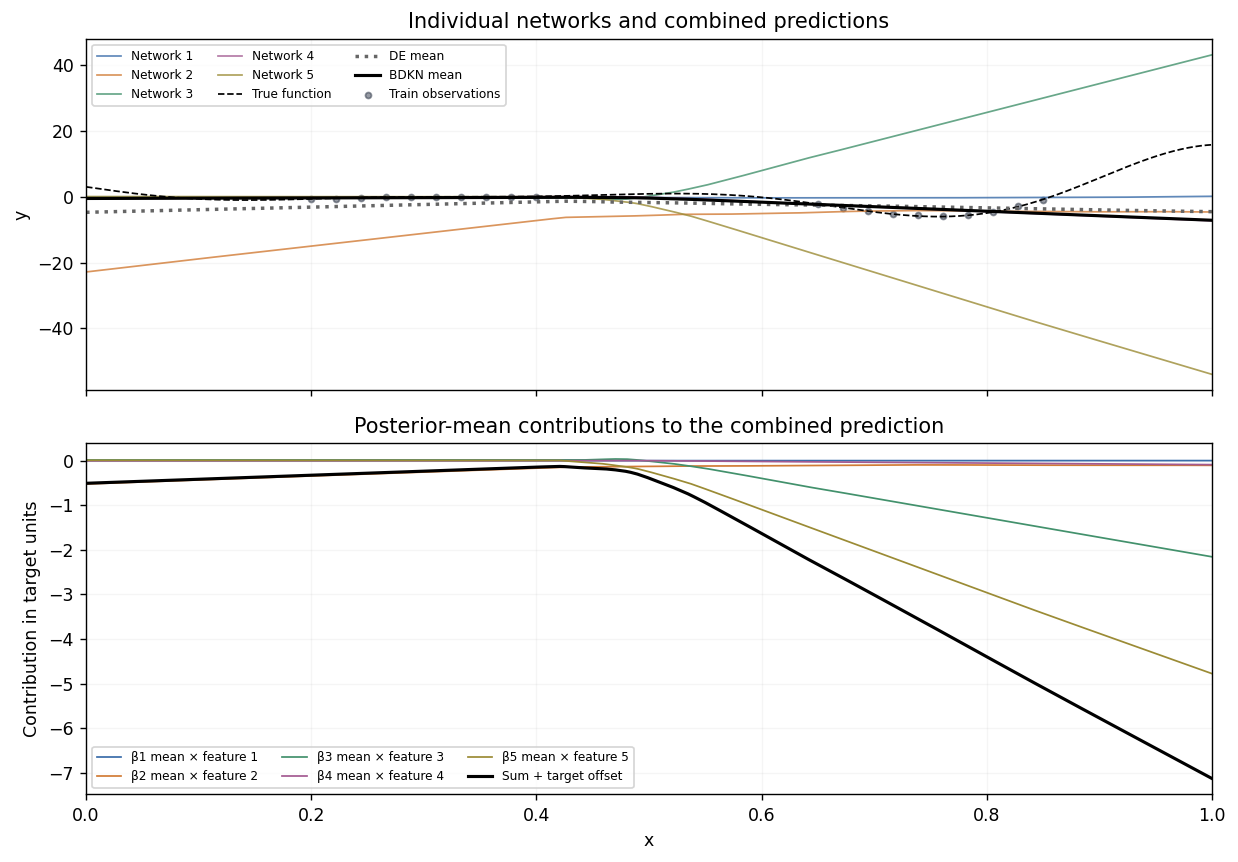 Individual networks and combined predictions
Network 1 Network 4 DE mean
Network 2 Network 5 BDKN mean
Network 3 True function Train observations
40
20
0
−20
−40
y
Posterior-mean contributions to the combined prediction
0
−1
−2
−3
−4
−5
−6
−7
Contribution in target units
β1 mean × feature 1 β3 mean × feature 3 β5 mean × feature 5
β2 mean × feature 2 β4 mean × feature 4 Sum + target offset
0.0 0.2 0.4 0.6 0.8 1.0
x